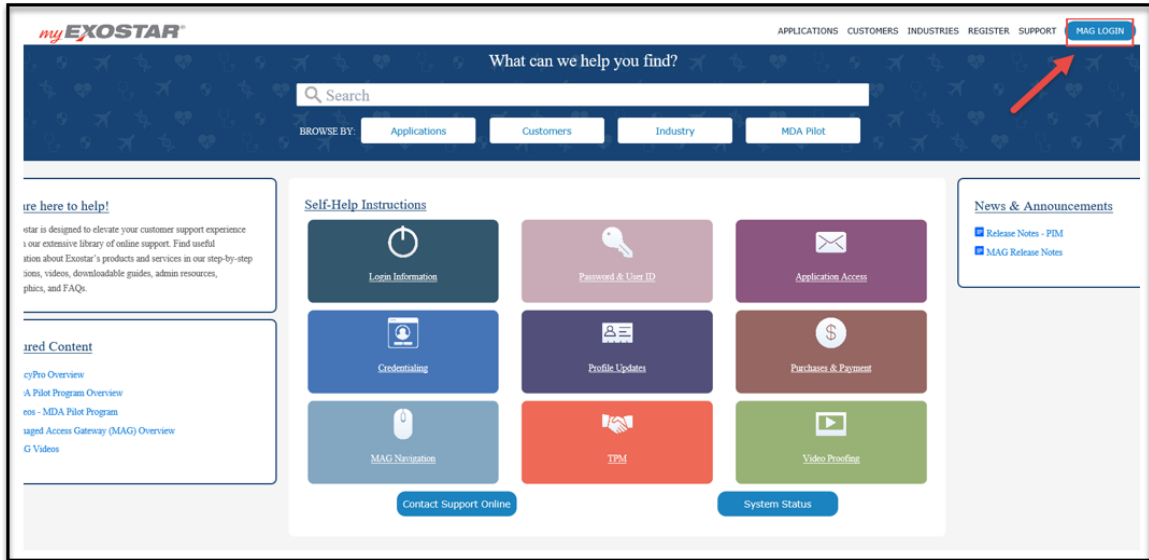 myEXOSTAR®
APPLICATIONS CUSTOMERS INDUSTRIES REGISTER SUPPORT MAG LOGIN
What can we help you find?
Search
BROWSE BY: Applications Customers Industry MDA Pilot
are here to help!
ostar is designed to elevate your customer support experience
our extensive library of online support. Find useful
ation about Exostar's products and services in our step-by-step
tions, videos, downloadable guides, admin resources,
phics, and FAQs.
ured Content
cyPro Overview
A Pilot Program Overview
eos - MDA Pilot Program
naged Access Gateway (MAG) Overview
G Videos
Self-Help Instructions
Login Information
Password & User ID
Application Access
Credentialing
Profile Updates
Purchases & Payment
MAG Navigation
TPM
Video Proofing
Contact Support Online
System Status
News & Announcements
Release Notes - PIM
MAG Release Notes